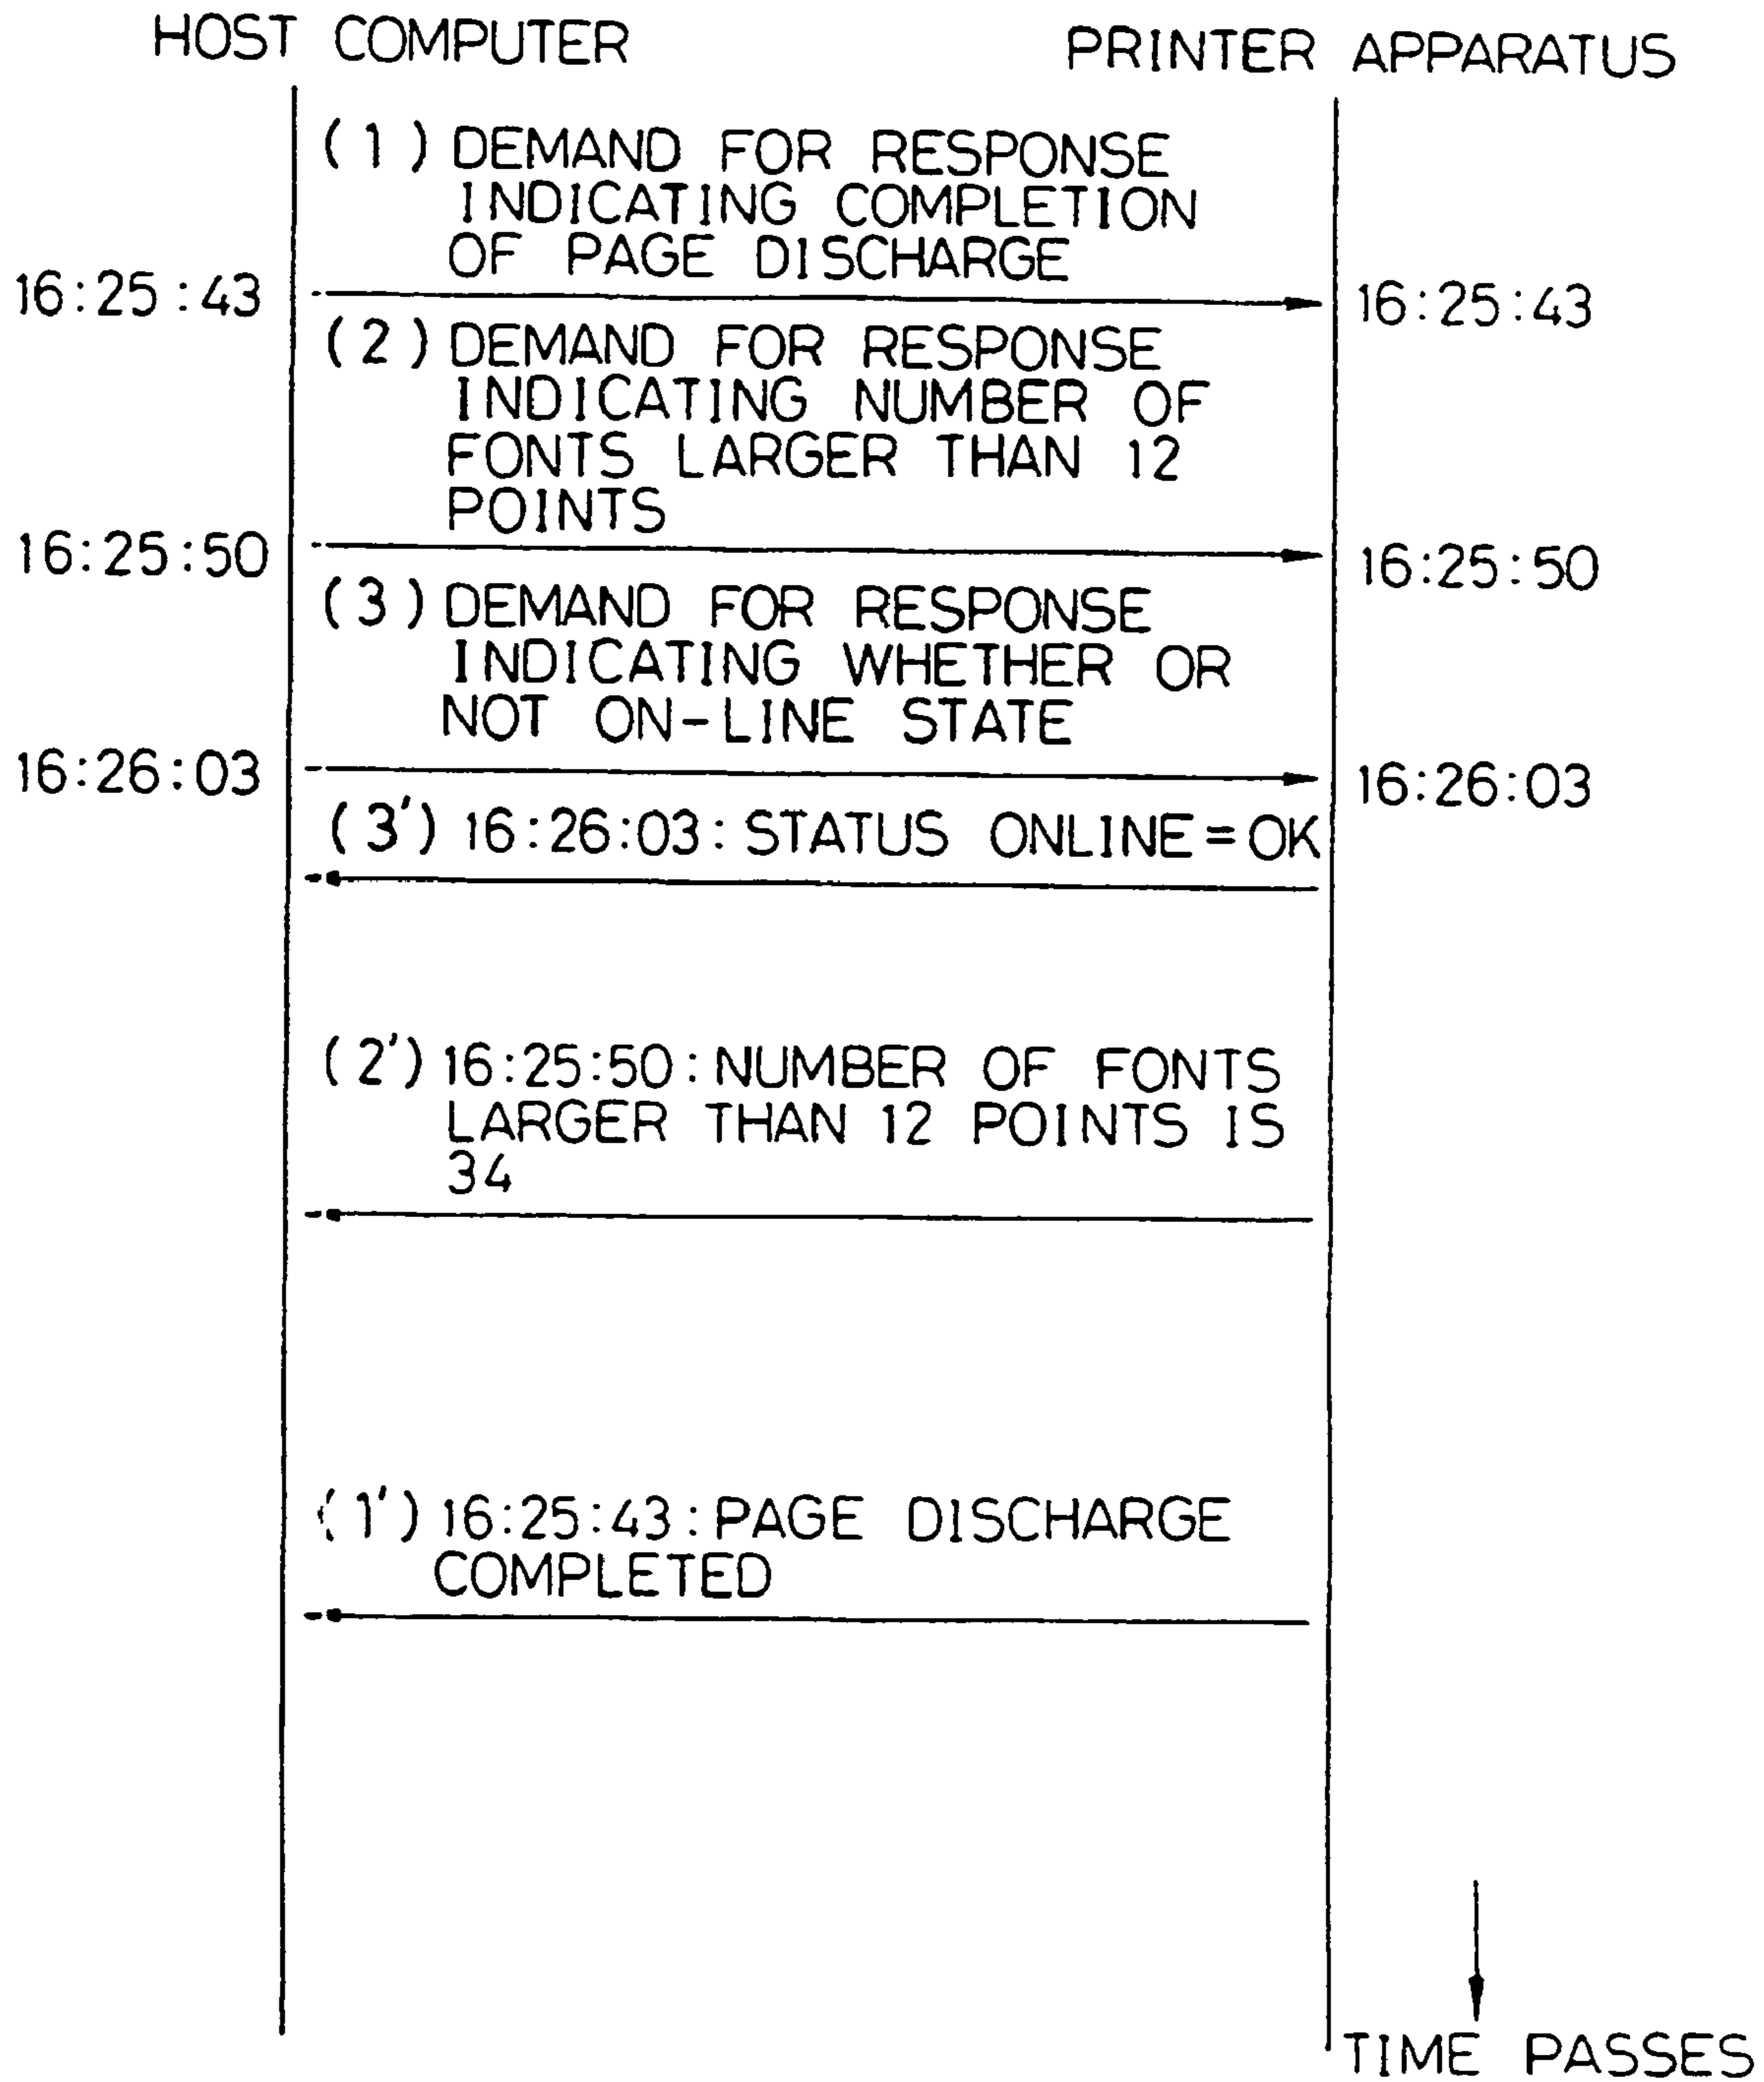 HOST COMPUTER
PRINTER APPARATUS
(1) DEMAND FOR RESPONSE
INDICATING COMPLETION
OF PAGE DISCHARGE
16:25:43
16:25:43
(2) DEMAND FOR RESPONSE
INDICATING NUMBER OF
FONTS LARGER THAN 12
POINTS
16:25:50
16:25:50
(3) DEMAND FOR RESPONSE
INDICATING WHETHER OR
NOT ON-LINE STATE
16:26:03
16:26:03
(3') 16:26:03: STATUS ONLINE=OK
(2') 16:25:50: NUMBER OF FONTS
LARGER THAN 12 POINTS IS
34
(1') 16:25:43: PAGE DISCHARGE
COMPLETED
TIME PASSES